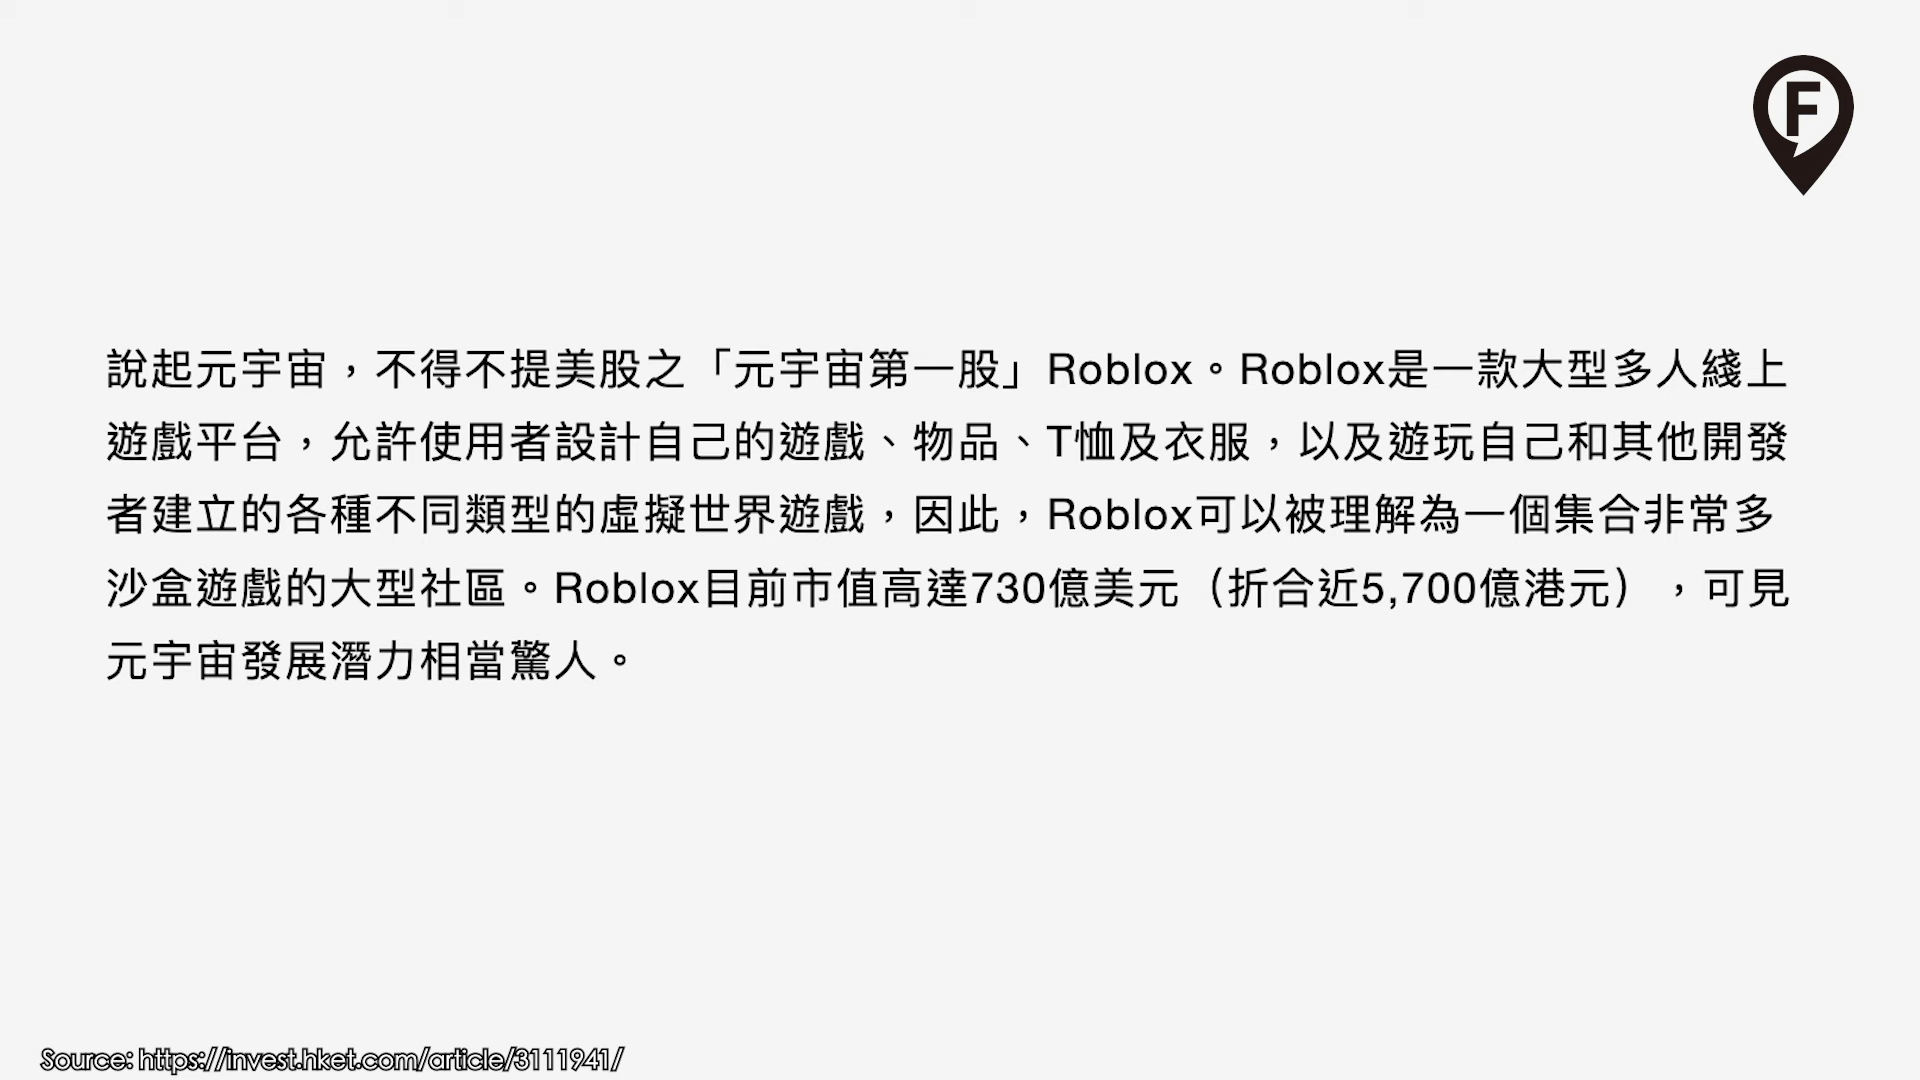 F
說起元宇宙，不得不提美股之「元宇宙第一股」Roblox。Roblox是一款大型多人綫上
遊戲平台，允許使用者設計自己的遊戲、物品、T恤及衣服，以及遊玩自己和其他開發
者建立的各種不同類型的虛擬世界遊戲，因此，Roblox可以被理解為一個集合非常多
沙盒遊戲的大型社區。Roblox目前市值高達730億美元（折合近5,700億港元），可見
元宇宙發展潛力相當驚人。
Source: https://invest.hket.com/article/3111941/